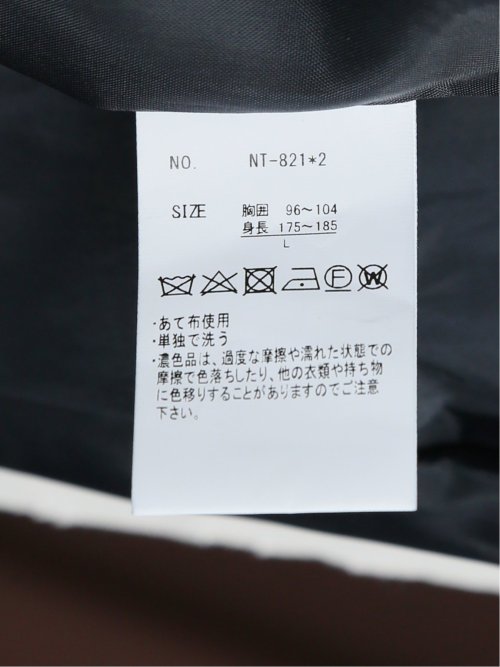 NO. NT-821*2
SIZE 胸囲 96～104
身長 175～185
L
F W
・あて布使用
・単独で洗う
・濃色品は、過度な摩擦や濡れた状態での
摩擦で色落ちしたり、他の衣類や持ち物
に色移りすることがありますのでご注意
下さい。